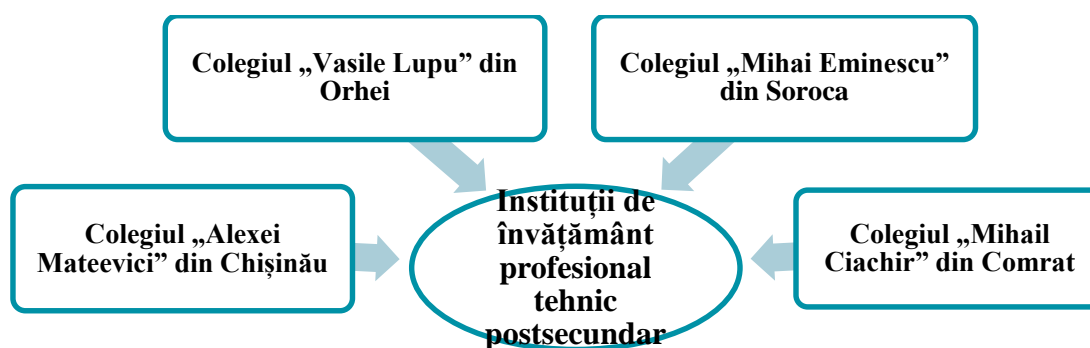 Colegiul „Vasile Lupu” din
Orhei
Colegiul „Mihai Eminescu”
din Soroca
Colegiul „Alexei
Mateevici” din Chișinău
Instituții de
învățământ
profesional
tehnic
postsecundar
Colegiul „Mihail
Ciachir” din Comrat